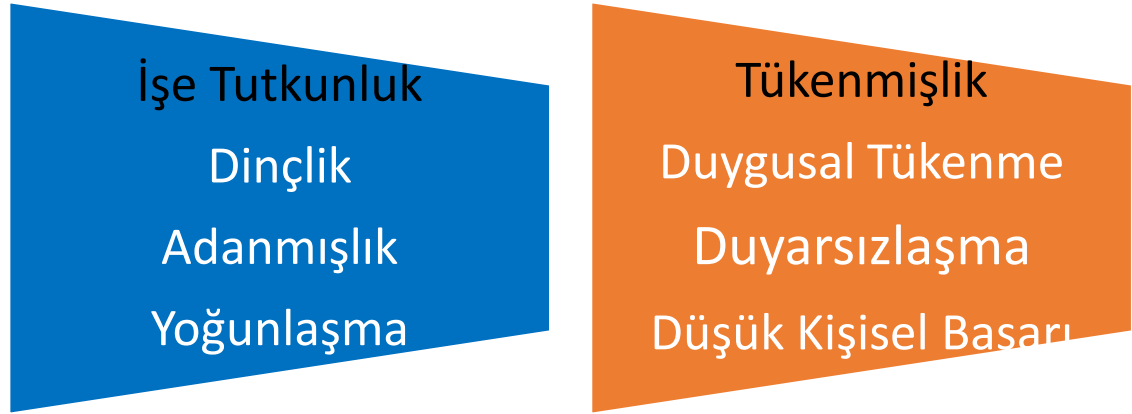 İşe Tutkunluk
Dinçlik
Adanmışlık
Yoğunlaşma
Tükenmişlik
Duygusal Tükenme
Duyarsızlaşma
Düşük Kişisel Başarı